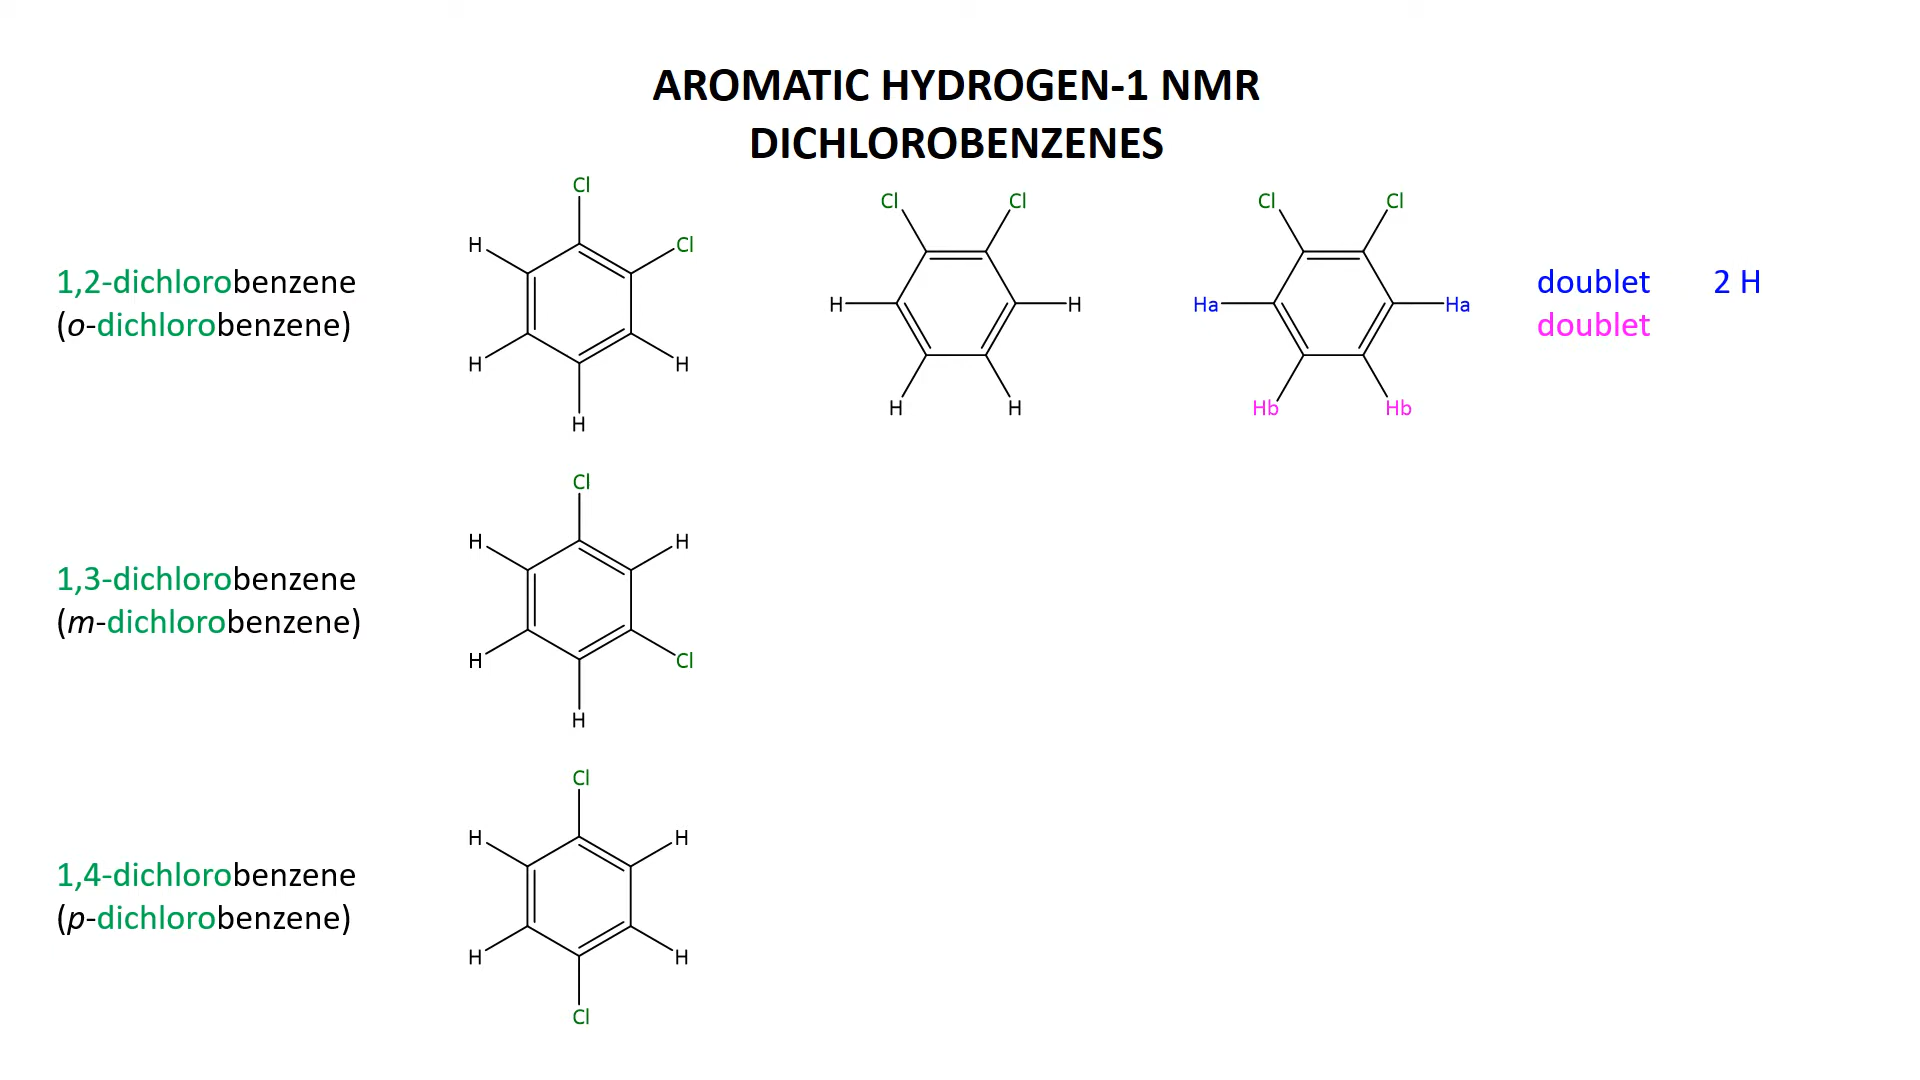 AROMATIC HYDROGEN-1 NMR
DICHLOROBENZENES
1,2-dichlorobenzene
(o-dichlorobenzene)
Cl
H
Cl
H
H
H
Cl
Cl
H
H
H
H
Cl
Cl
Ha
Ha
Hb
Hb
doublet 2 H
doublet
1,3-dichlorobenzene
(m-dichlorobenzene)
Cl
H
H
H
Cl
H
1,4-dichlorobenzene
(p-dichlorobenzene)
Cl
H
H
H
H
Cl